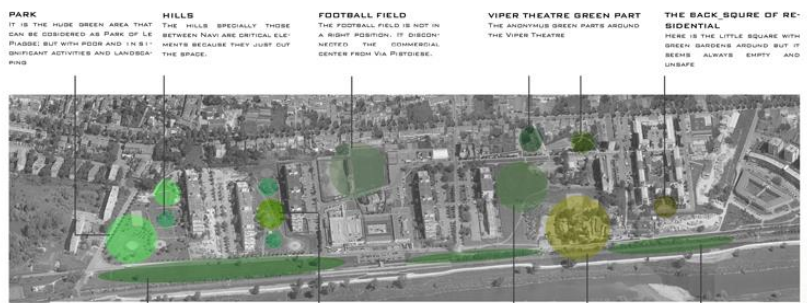 PARK
IT IS THE HUGE GREEN AREA THAT
CAN BE COSIDERED AS PARK OF LE
PIAGGE; BUT WITH POOR AND INSI-
GNIFICANT ACTIVITIES AND LANDSCA-
PING
HILLS
THE HILLS SPECIALLY THOSE
BETWEEN NAVI ARE CRITICAL ELE-
MENTS BECAUSE THEY JUST CUT
THE SPACE.
FOOTBALL FIELD
THE FOOTBALL FIELD IS NOT IN
A RIGHT POSITION. IT DISCON-
NECTED THE COMMERCIAL
CENTER FROM VIA PISTOIESE.
VIPER THEATRE GREEN PART
THE ANONYMUS GREEN PARTS AROUND
THE VIPER THEATRE
THE BACK SQURE OF RE-
SIDENTIAL
HERE IS THE LITTLE SQUARE WITH
GREEN GARDENS AROUND BUT IT
SEEMS ALWAYS EMPTY AND
UNSAFE